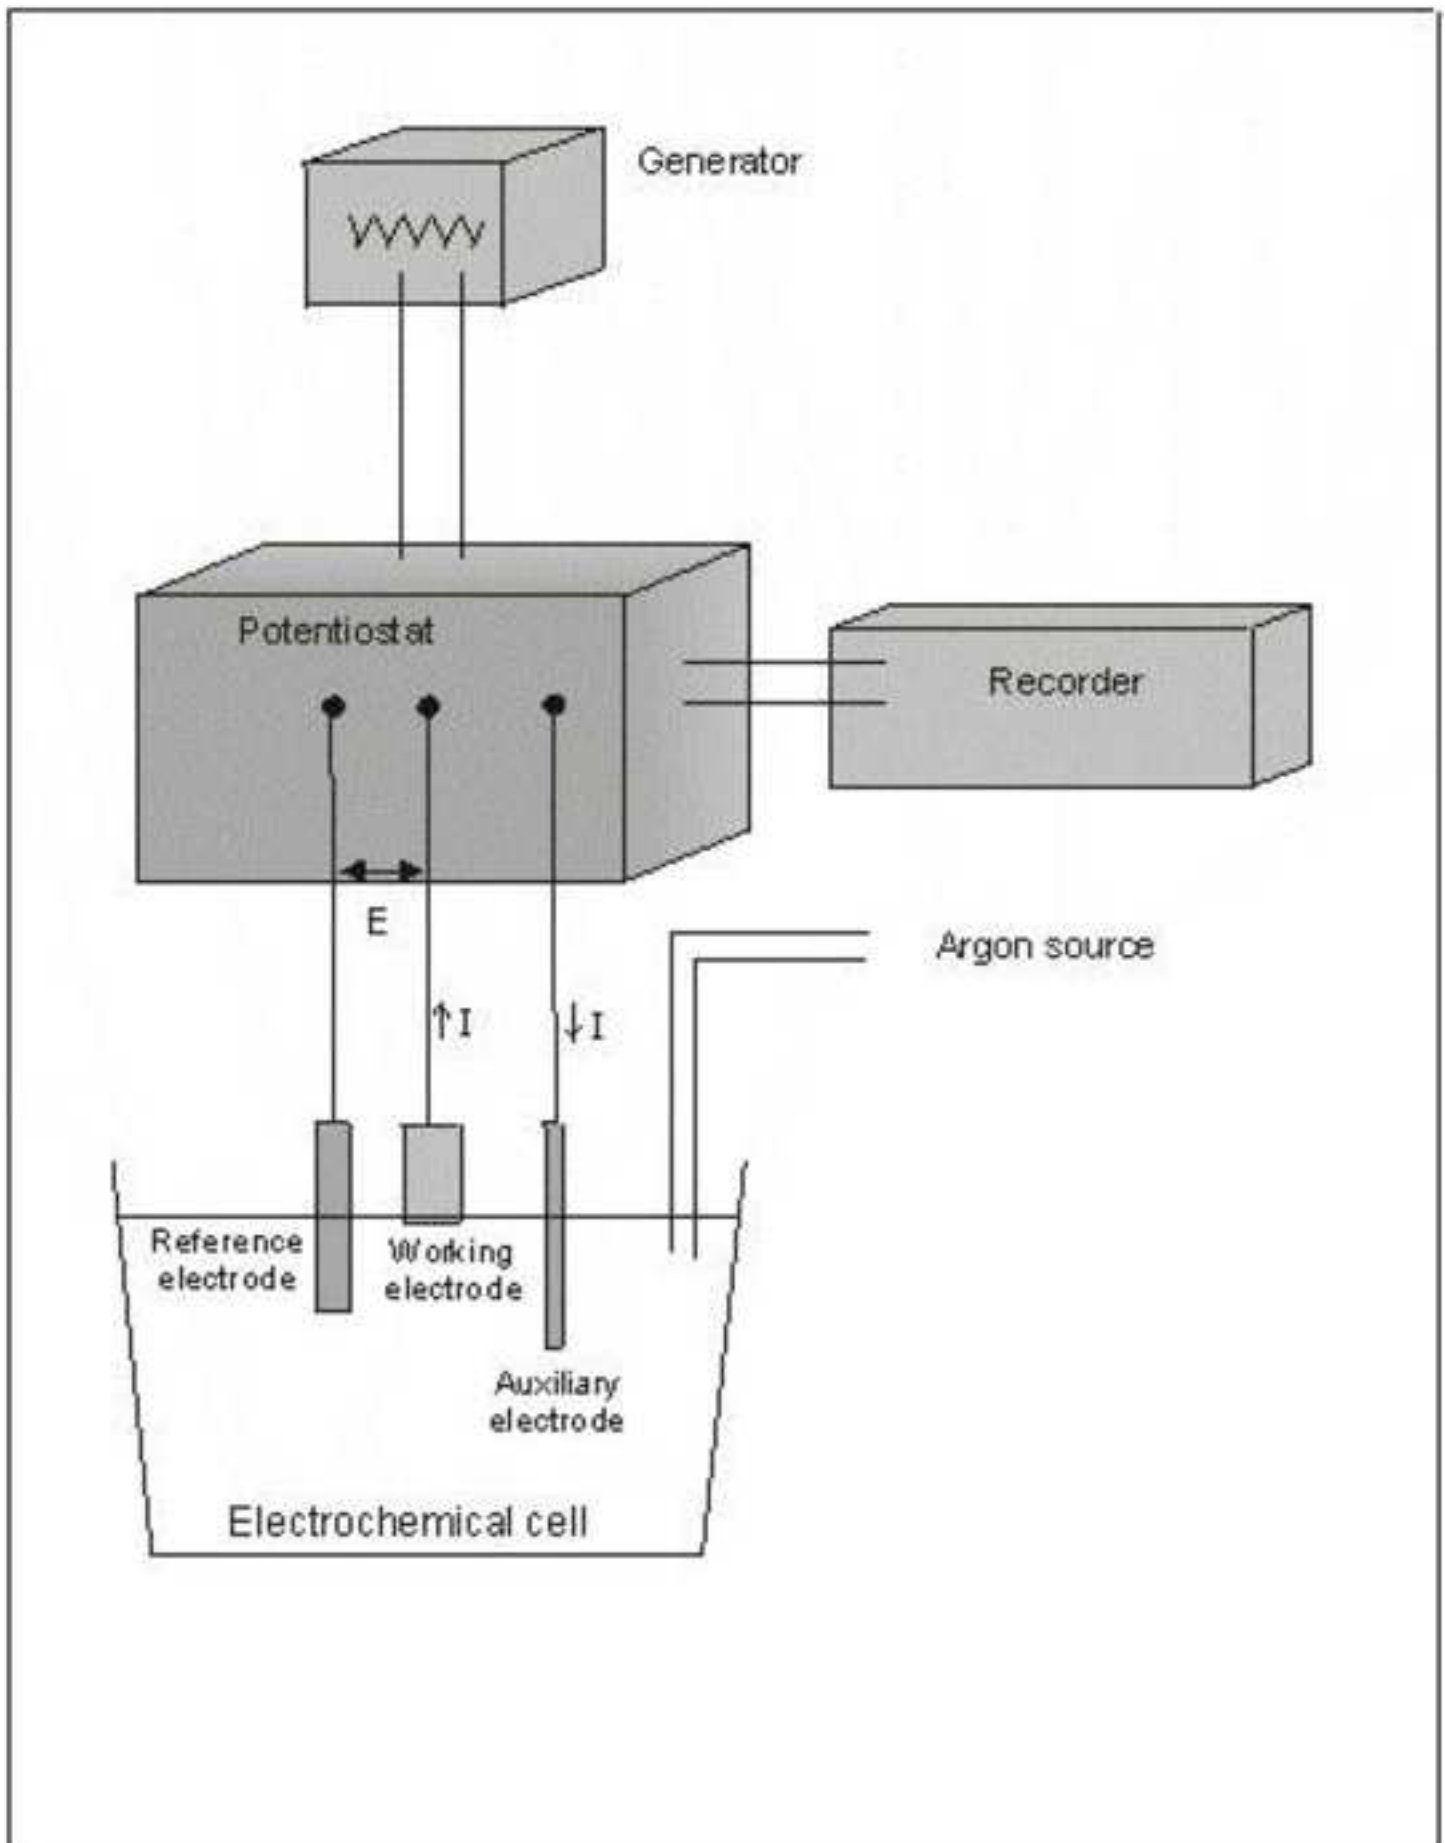 Generator
Potentiostat
Recorder
E
Argon source
↑I
↓I
Reference
electrode
Working
electrode
Auxiliary
electrode
Electrochemical cell